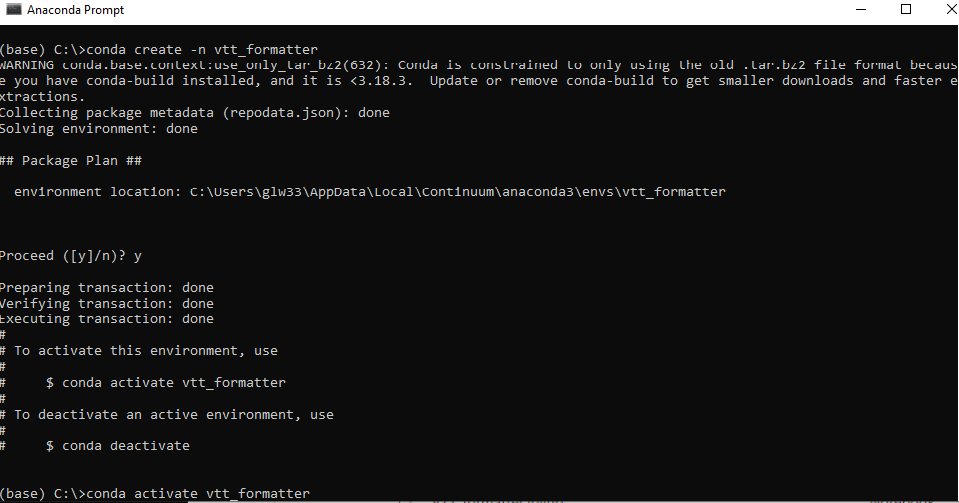 Anaconda Prompt
(base) C:\>conda create -n vtt_formatter
WARNING conda.base.context:use_only_tar_bz2(632): Conda is constrained to only using the old .tar.bz2 file format becaus
e you have conda-build installed, and it is <3.18.3.  Update or remove conda-build to get smaller downloads and faster e
xtractions.
Collecting package metadata (repodata.json): done
Solving environment: done
## Package Plan ##
  environment location: C:\Users\glw33\AppData\Local\Continuum\anaconda3\envs\vtt_formatter
Proceed ([y]/n)? y
Preparing transaction: done
Verifying transaction: done
Executing transaction: done
#
# To activate this environment, use
#
#     $ conda activate vtt_formatter
#
# To deactivate an active environment, use
#
#     $ conda deactivate
(base) C:\>conda activate vtt_formatter